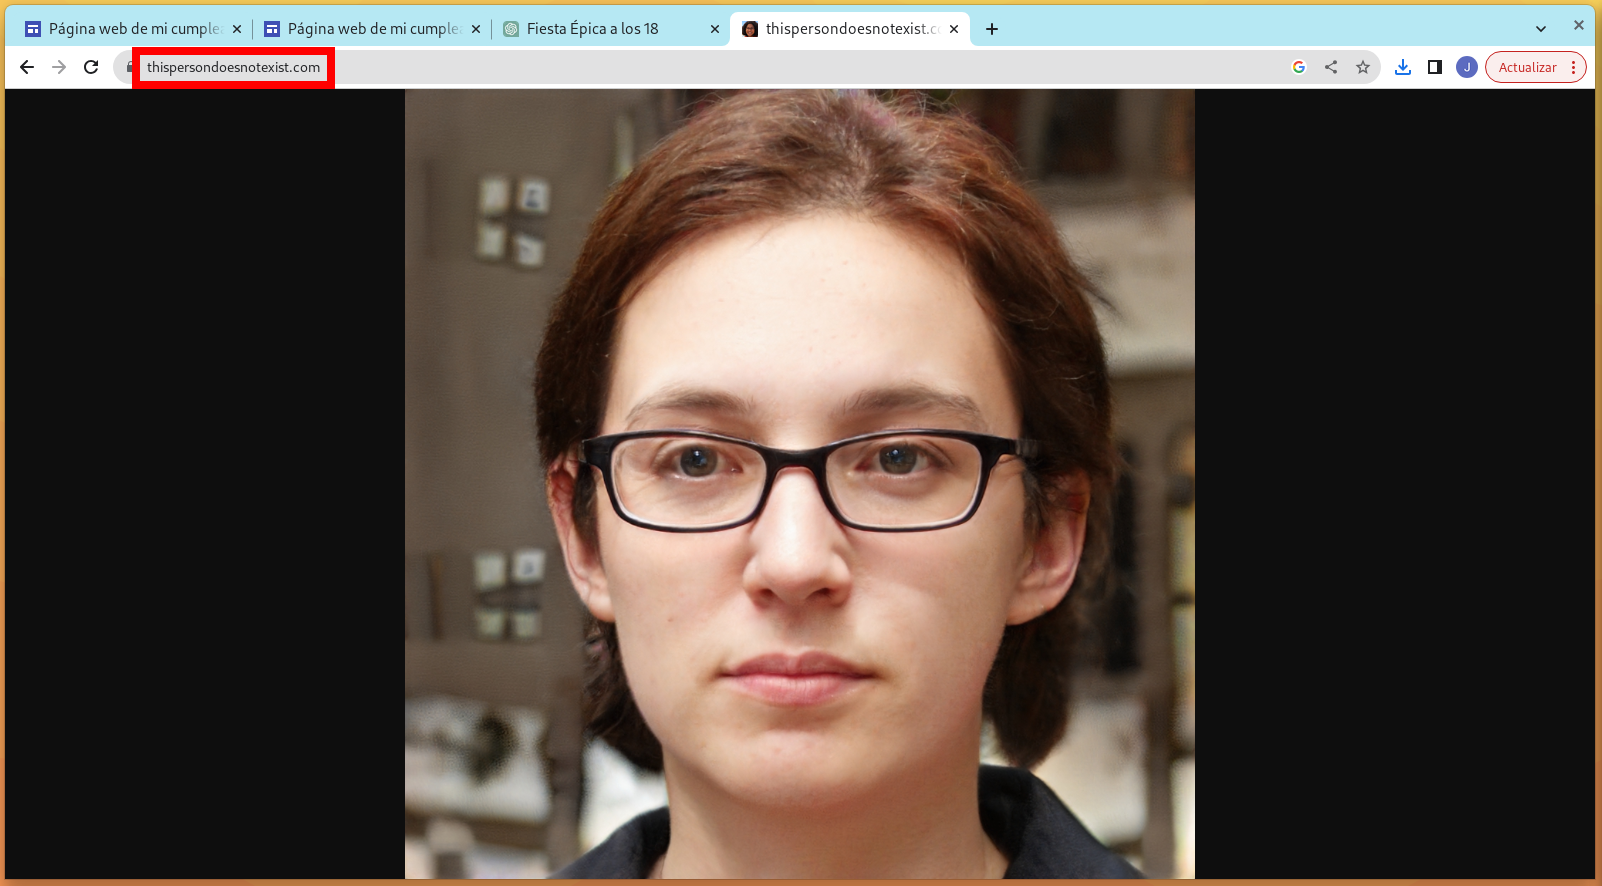 Página web de mi cumple
Página web de mi cumple
Fiesta Épica a los 18
thispersondoesnotexist.c
thispersondoesnotexist.com
J
Actualizar